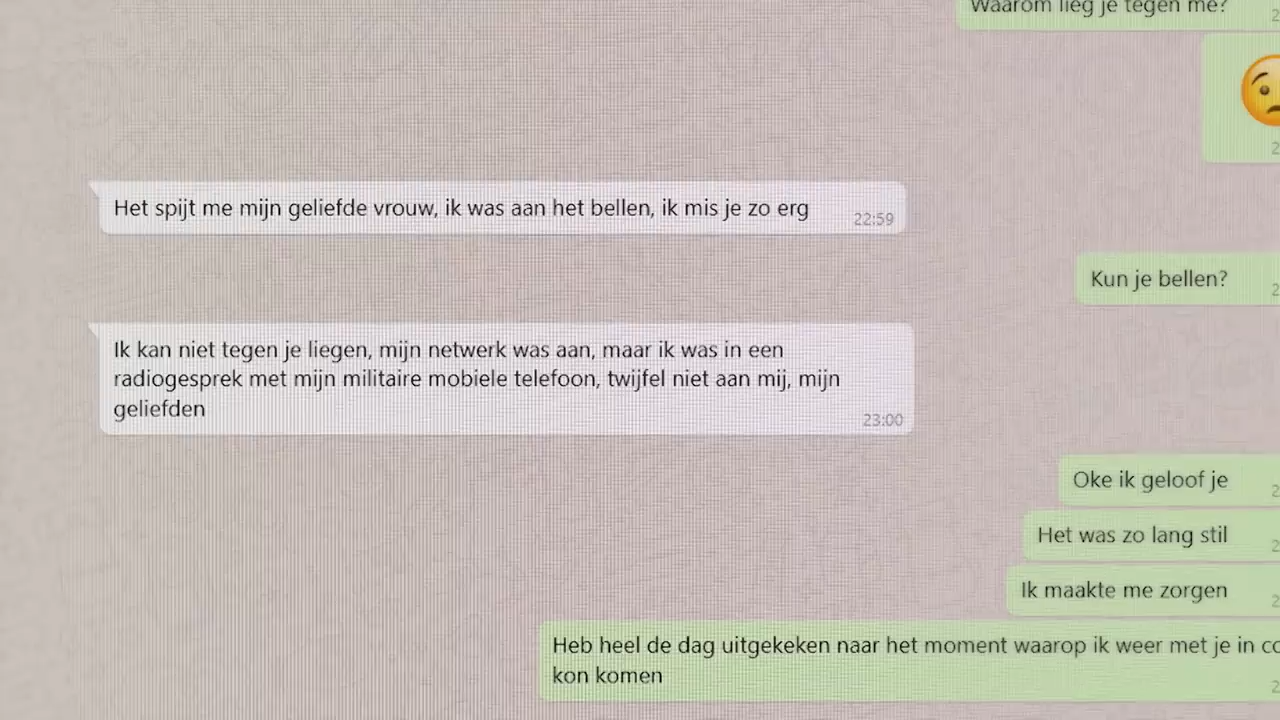 Waarom lieg je tegen me?
Het spijt me mijn geliefde vrouw, ik was aan het bellen, ik mis je zo erg
22:59
Kun je bellen?
Ik kan niet tegen je liegen, mijn netwerk was aan, maar ik was in een
radiogesprek met mijn militaire mobiele telefoon, twijfel niet aan mij, mijn
geliefden
23:00
Oke ik geloof je
Het was zo lang stil
Ik maakte me zorgen
Heb heel de dag uitgekeken naar het moment waarop ik weer met je in
kon komen